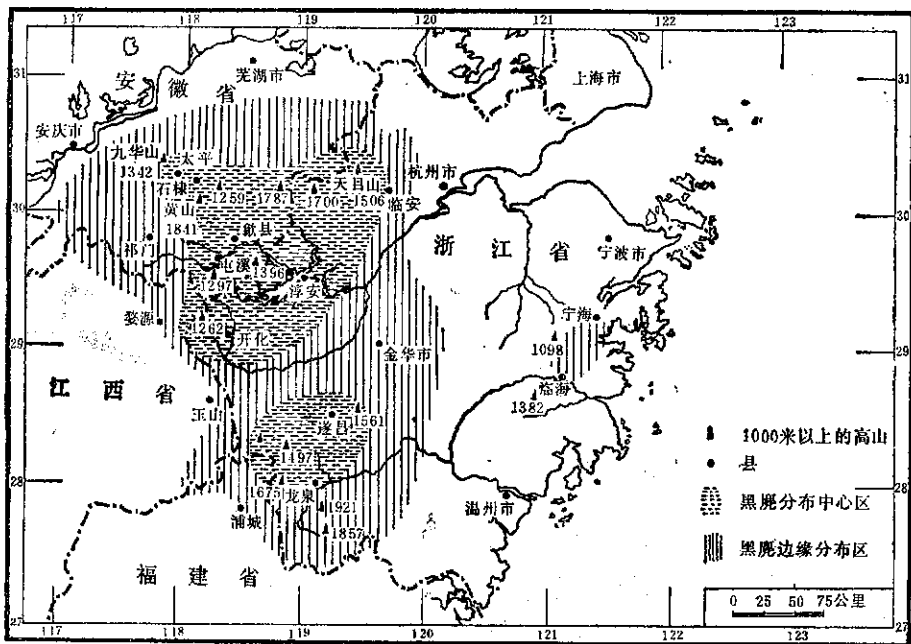 117 118 119 120 121 122 123
31
30
29
28
27
安
徽
省
芜湖市
上海市
安庆市
九华山
太平
1342
石棣
黄山
1841
1259
1787
1700
天目山
1506
临安
杭州市
歙县
祁门
屯溪
1396
1297
淳安
浙江省
宁波市
婺源
1262
开化
金华市
宁海
1098
临海
1382
江西省
玉山
遂昌
1561
1497
1675
龙泉
1921
1857
浦城
温州市
福建省
1000米以上的高山
县
黑麂分布中心区
黑麂边缘分布区
0 25 50 75公里
31
30
29
28
27
117 118 119 120 121 122 123